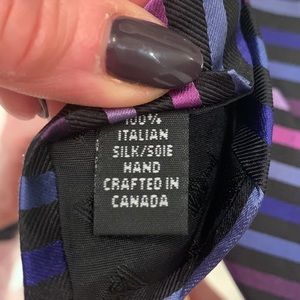 100%
ITALIAN
SILK/SOIE
HAND
CRAFTED IN
CANADA